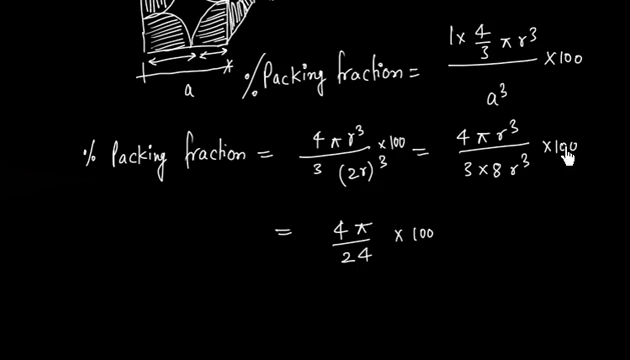 % Packing fraction = 1 × 4/3 π r³ / a³ × 100
a
% Packing fraction = 4 π r³ / 3 (2r)³ × 100 = 4 π r³ / 3 × 8 r³ × 100
= 4π / 24 × 100